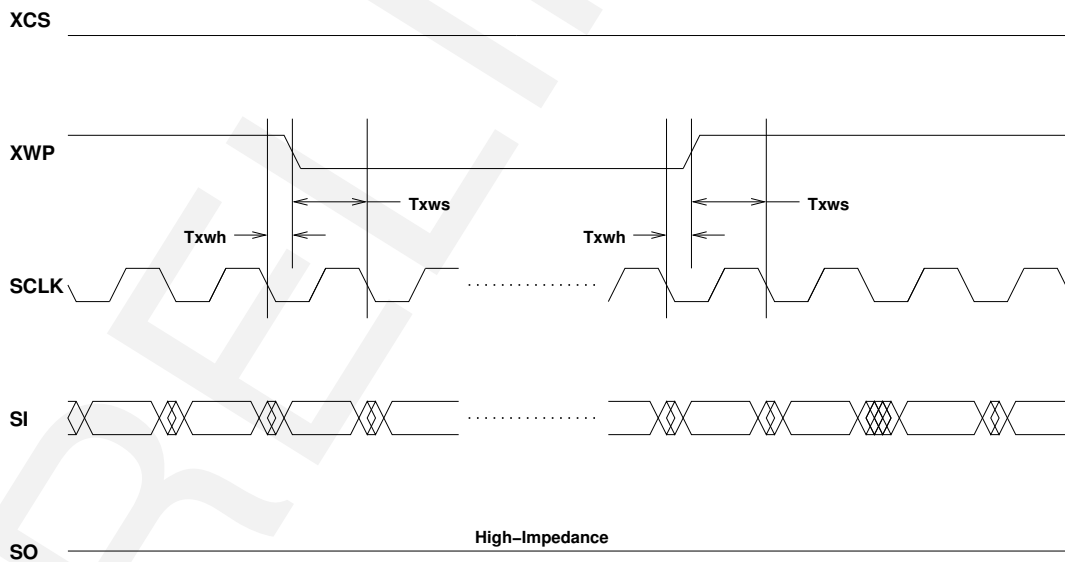 XCS
XWP
Txws
Txws
Txwh
Txwh
SCLK
SI
High–Impedance
SO